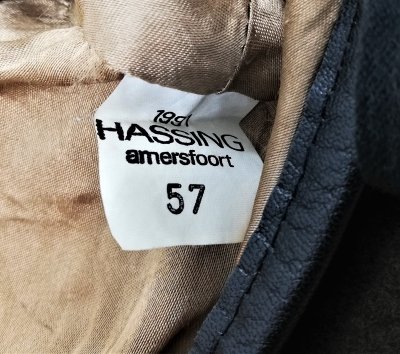 1991
HASSING
amersfoort
57